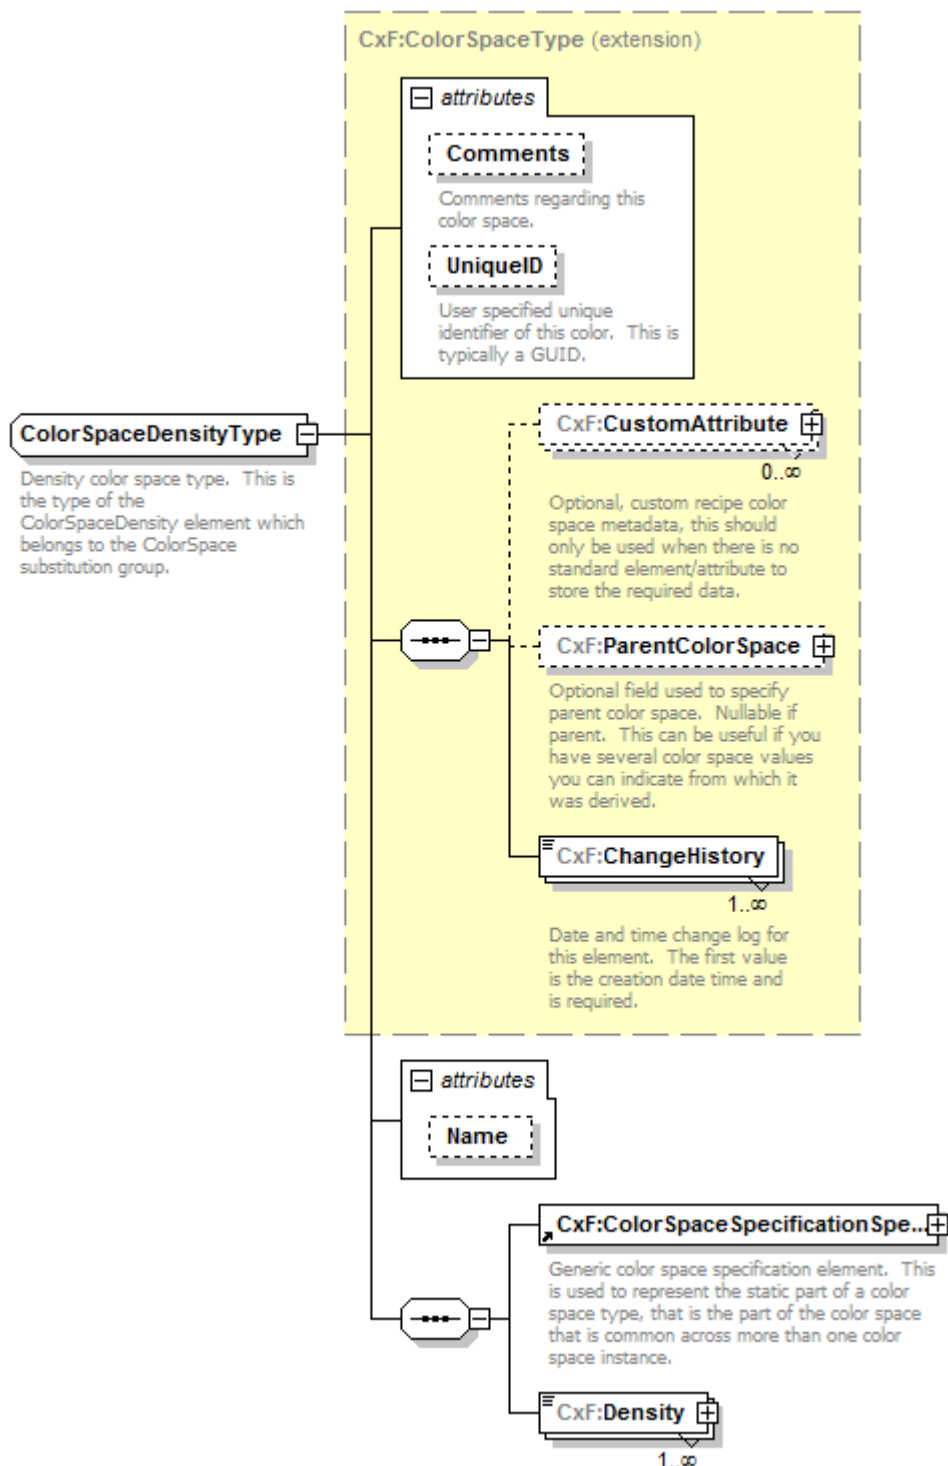 CxF:ColorSpaceType (extension)
attributes
Comments
Comments regarding this
color space.
UniqueID
User specified unique
identifier of this color. This is
typically a GUID.
ColorSpaceDensityType
Density color space type. This is
the type of the
ColorSpaceDensity element which
belongs to the ColorSpace
substitution group.
CxF:CustomAttribute
0..∞
Optional, custom recipe color
space metadata, this should
only be used when there is no
standard element/attribute to
store the required data.
CxF:ParentColorSpace
Optional field used to specify
parent color space. Nullable if
parent. This can be useful if you
have several color space values
you can indicate from which it
was derived.
CxF:ChangeHistory
1..∞
Date and time change log for
this element. The first value
is the creation date time and
is required.
attributes
Name
CxF:ColorSpaceSpecificationSpe...
Generic color space specification element. This
is used to represent the static part of a color
space type, that is the part of the color space
that is common across more than one color
space instance.
CxF:Density
1..∞